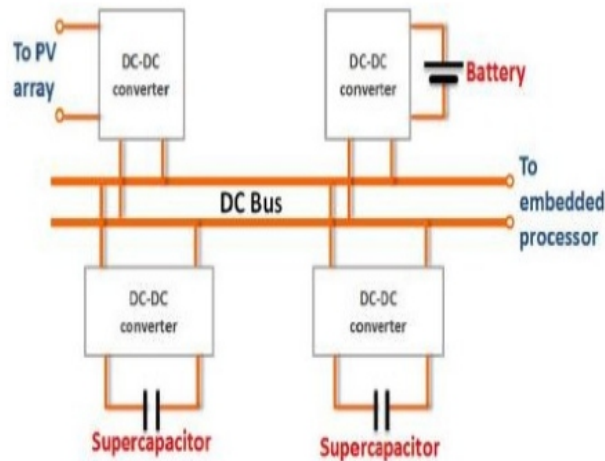 To PV
array
DC-DC
converter
DC-DC
converter
Battery
DC Bus
To
embedded
processor
DC-DC
converter
DC-DC
converter
Supercapacitor
Supercapacitor